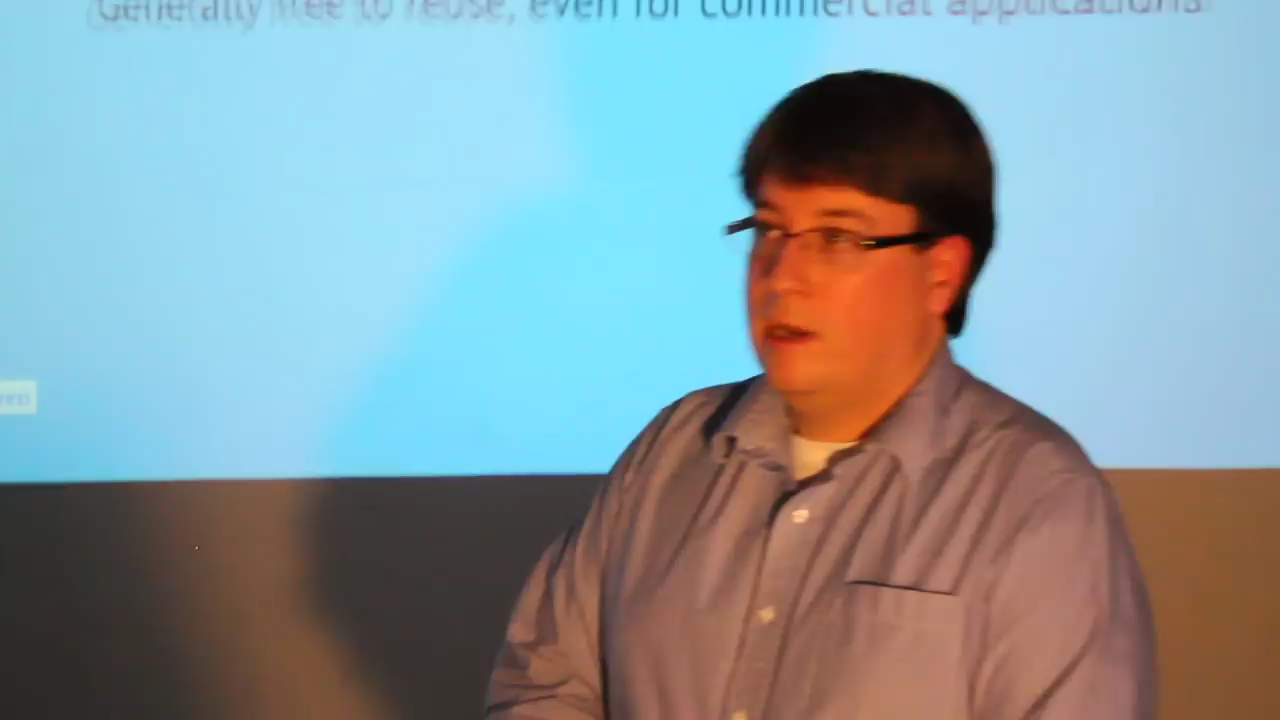 Generally free to reuse, even for commercial applications